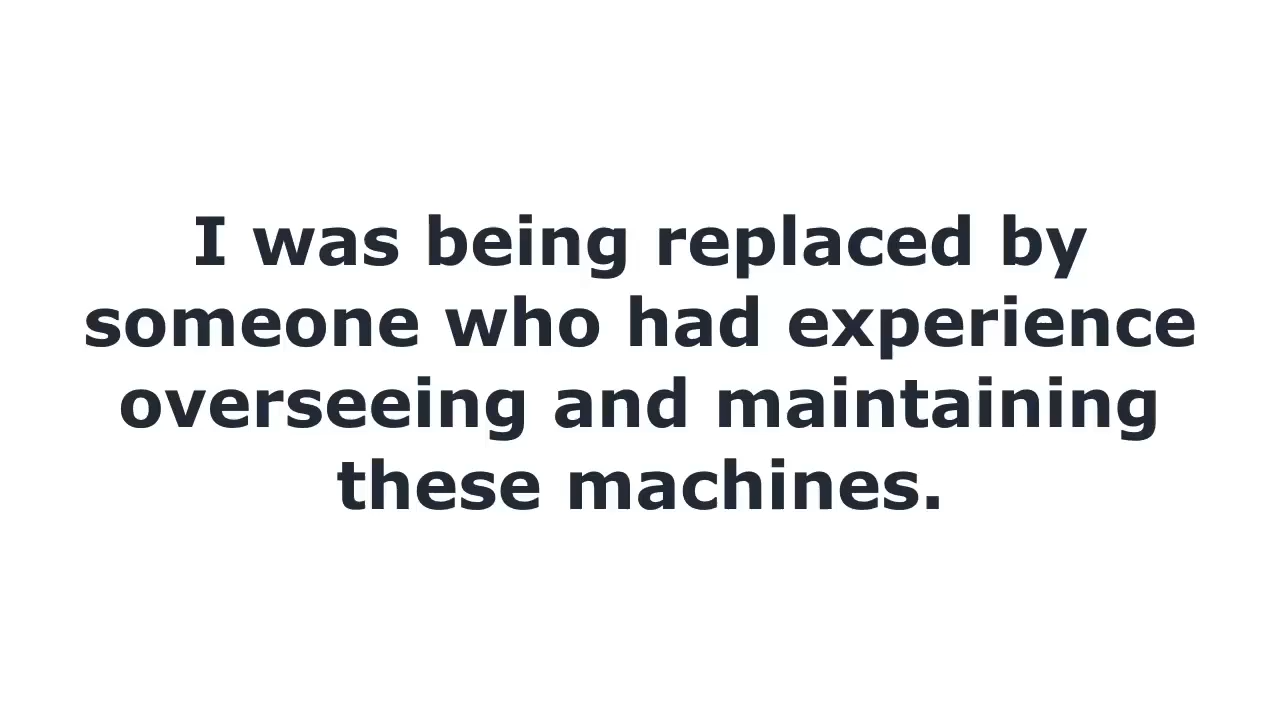 I was being replaced by
someone who had experience
overseeing and maintaining
these machines.